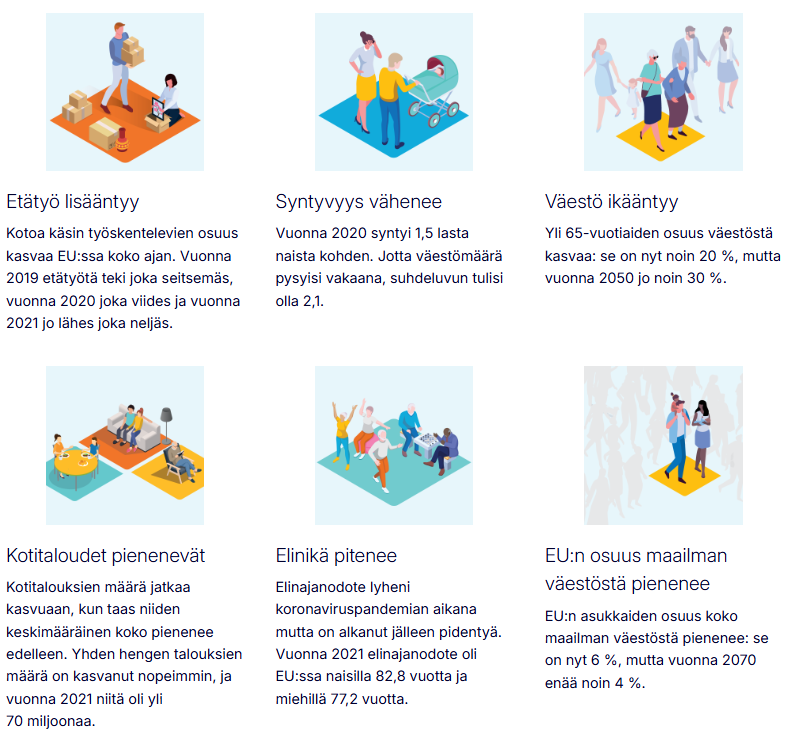 Etätyö lisääntyy
Kotoa käsin työskentelevien osuus
kasvaa EU:ssa koko ajan. Vuonna
2019 etätyötä teki joka seitsemäs,
vuonna 2020 joka viides ja vuonna
2021 jo lähes joka neljäs.
Syntyvyys vähenee
Vuonna 2020 syntyi 1,5 lasta
naista kohden. Jotta väestömäärä
pysyisi vakaana, suhdeluvun tulisi
olla 2,1.
Väestö ikääntyy
Yli 65-vuotiaiden osuus väestöstä
kasvaa: se on nyt noin 20 %, mutta
vuonna 2050 jo noin 30 %.
Kotitaloudet pienenevät
Kotitalouksien määrä jatkaa
kasvuaan, kun taas niiden
keskimääräinen koko pienenee
edelleen. Yhden hengen talouksien
määrä on kasvanut nopeimmin, ja
vuonna 2021 niitä oli yli
70 miljoonaa.
Elinikä pitenee
Elinajanodote lyheni
koronaviruspandemian aikana
mutta on alkanut jälleen pidentyä.
Vuonna 2021 elinajanodote oli
EU:ssa naisilla 82,8 vuotta ja
miehillä 77,2 vuotta.
EU:n osuus maailman
väestöstä pienenee
EU:n asukkaiden osuus koko
maailman väestöstä pienenee: se
on nyt 6 %, mutta vuonna 2070
enää noin 4 %.